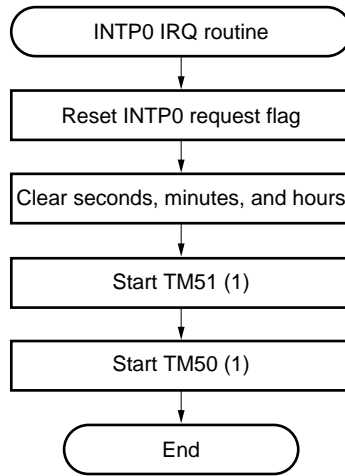 INTP0 IRQ routine
Reset INTP0 request flag
Clear seconds, minutes, and hours
Start TM51 (1)
Start TM50 (1)
End